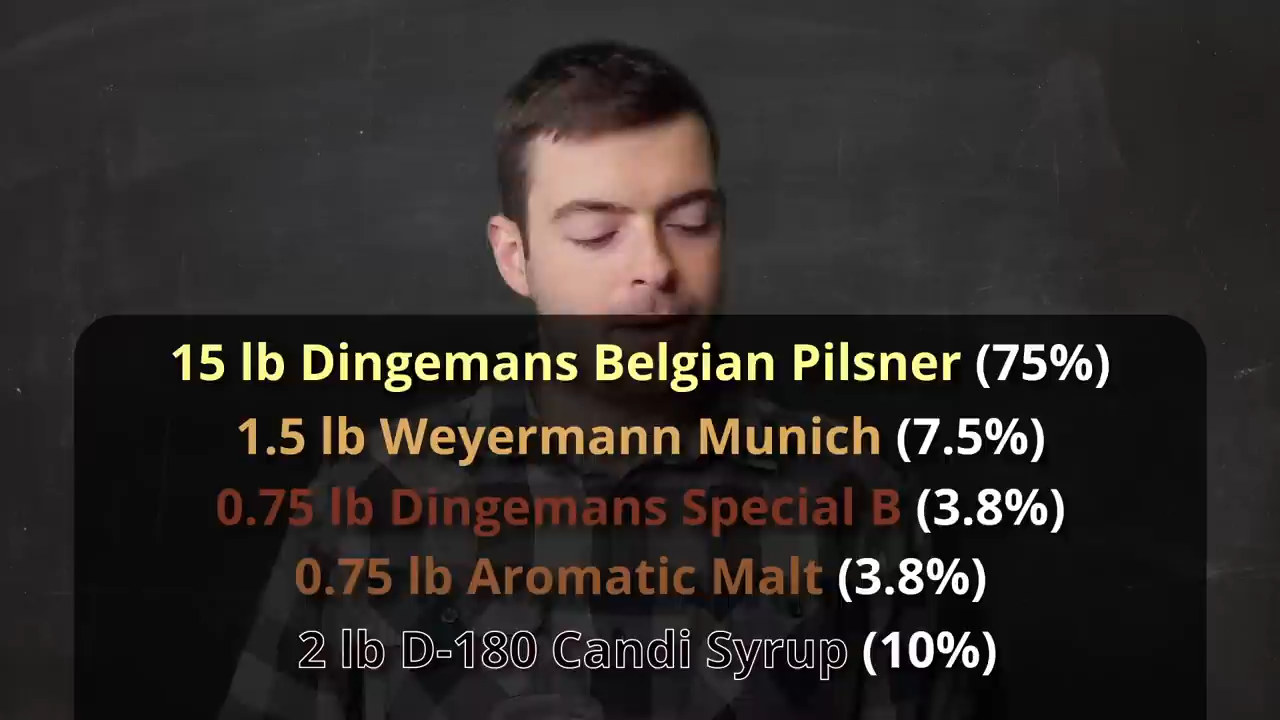 15 lb Dingemans Belgian Pilsner (75%)
1.5 lb Weyermann Munich (7.5%)
0.75 lb Dingemans Special B (3.8%)
0.75 lb Aromatic Malt (3.8%)
2 lb D-180 Candi Syrup (10%)